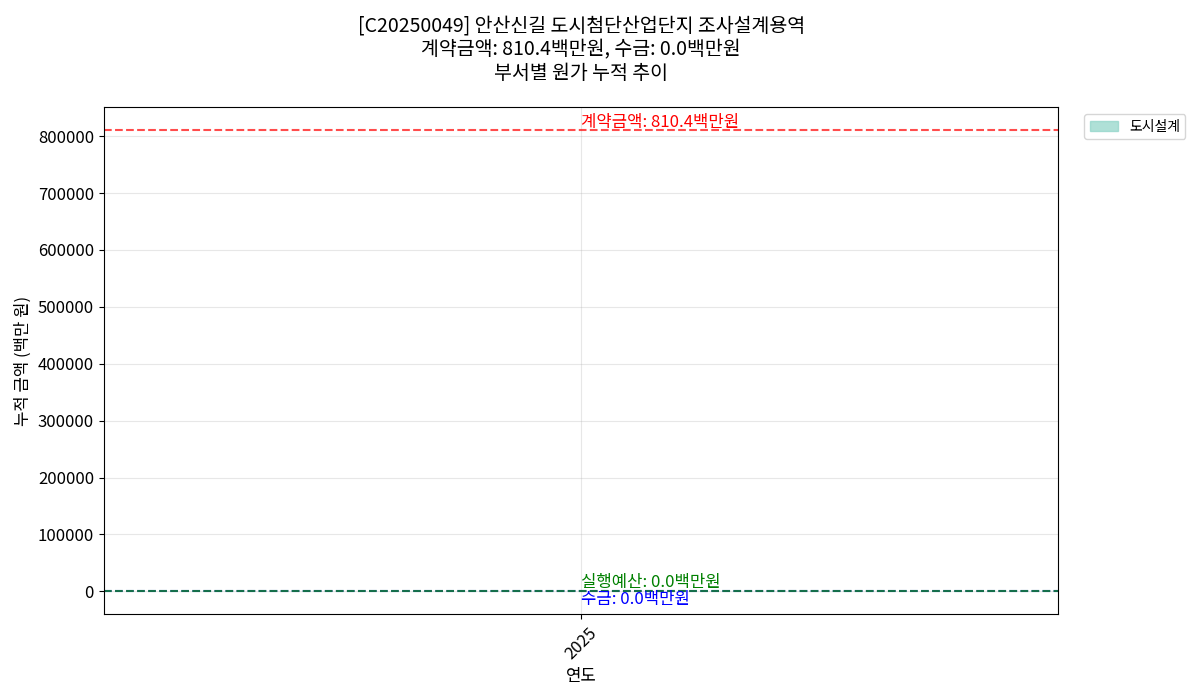 [C20250049] 안산신길 도시첨단산업단지 조사설계용역
계약금액: 810.4백만원, 수금: 0.0백만원
부서별 원가 누적 추이
계약금액: 810.4백만원
도시설계
800000
700000
600000
500000
400000
300000
200000
100000
0
누적 금액 (백만 원)
실행예산: 0.0백만원
수금: 0.0백만원
2025
연도